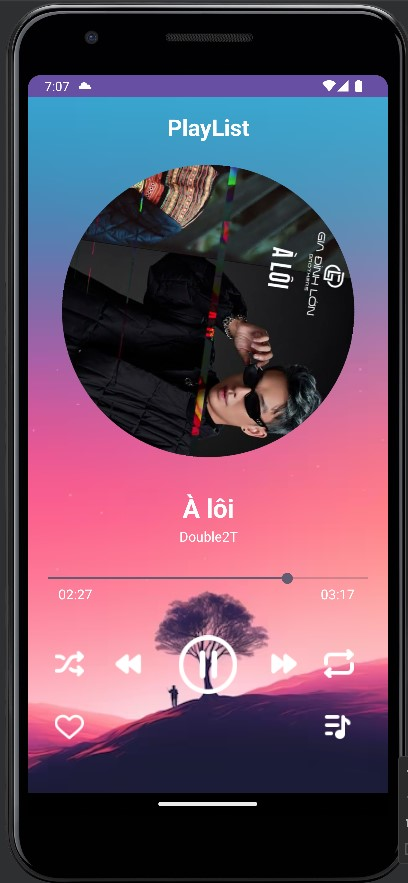 7:07
PlayList
À LÔI
GIA ĐÌNH LỚN
À lôi
Double2T
02:27
03:17